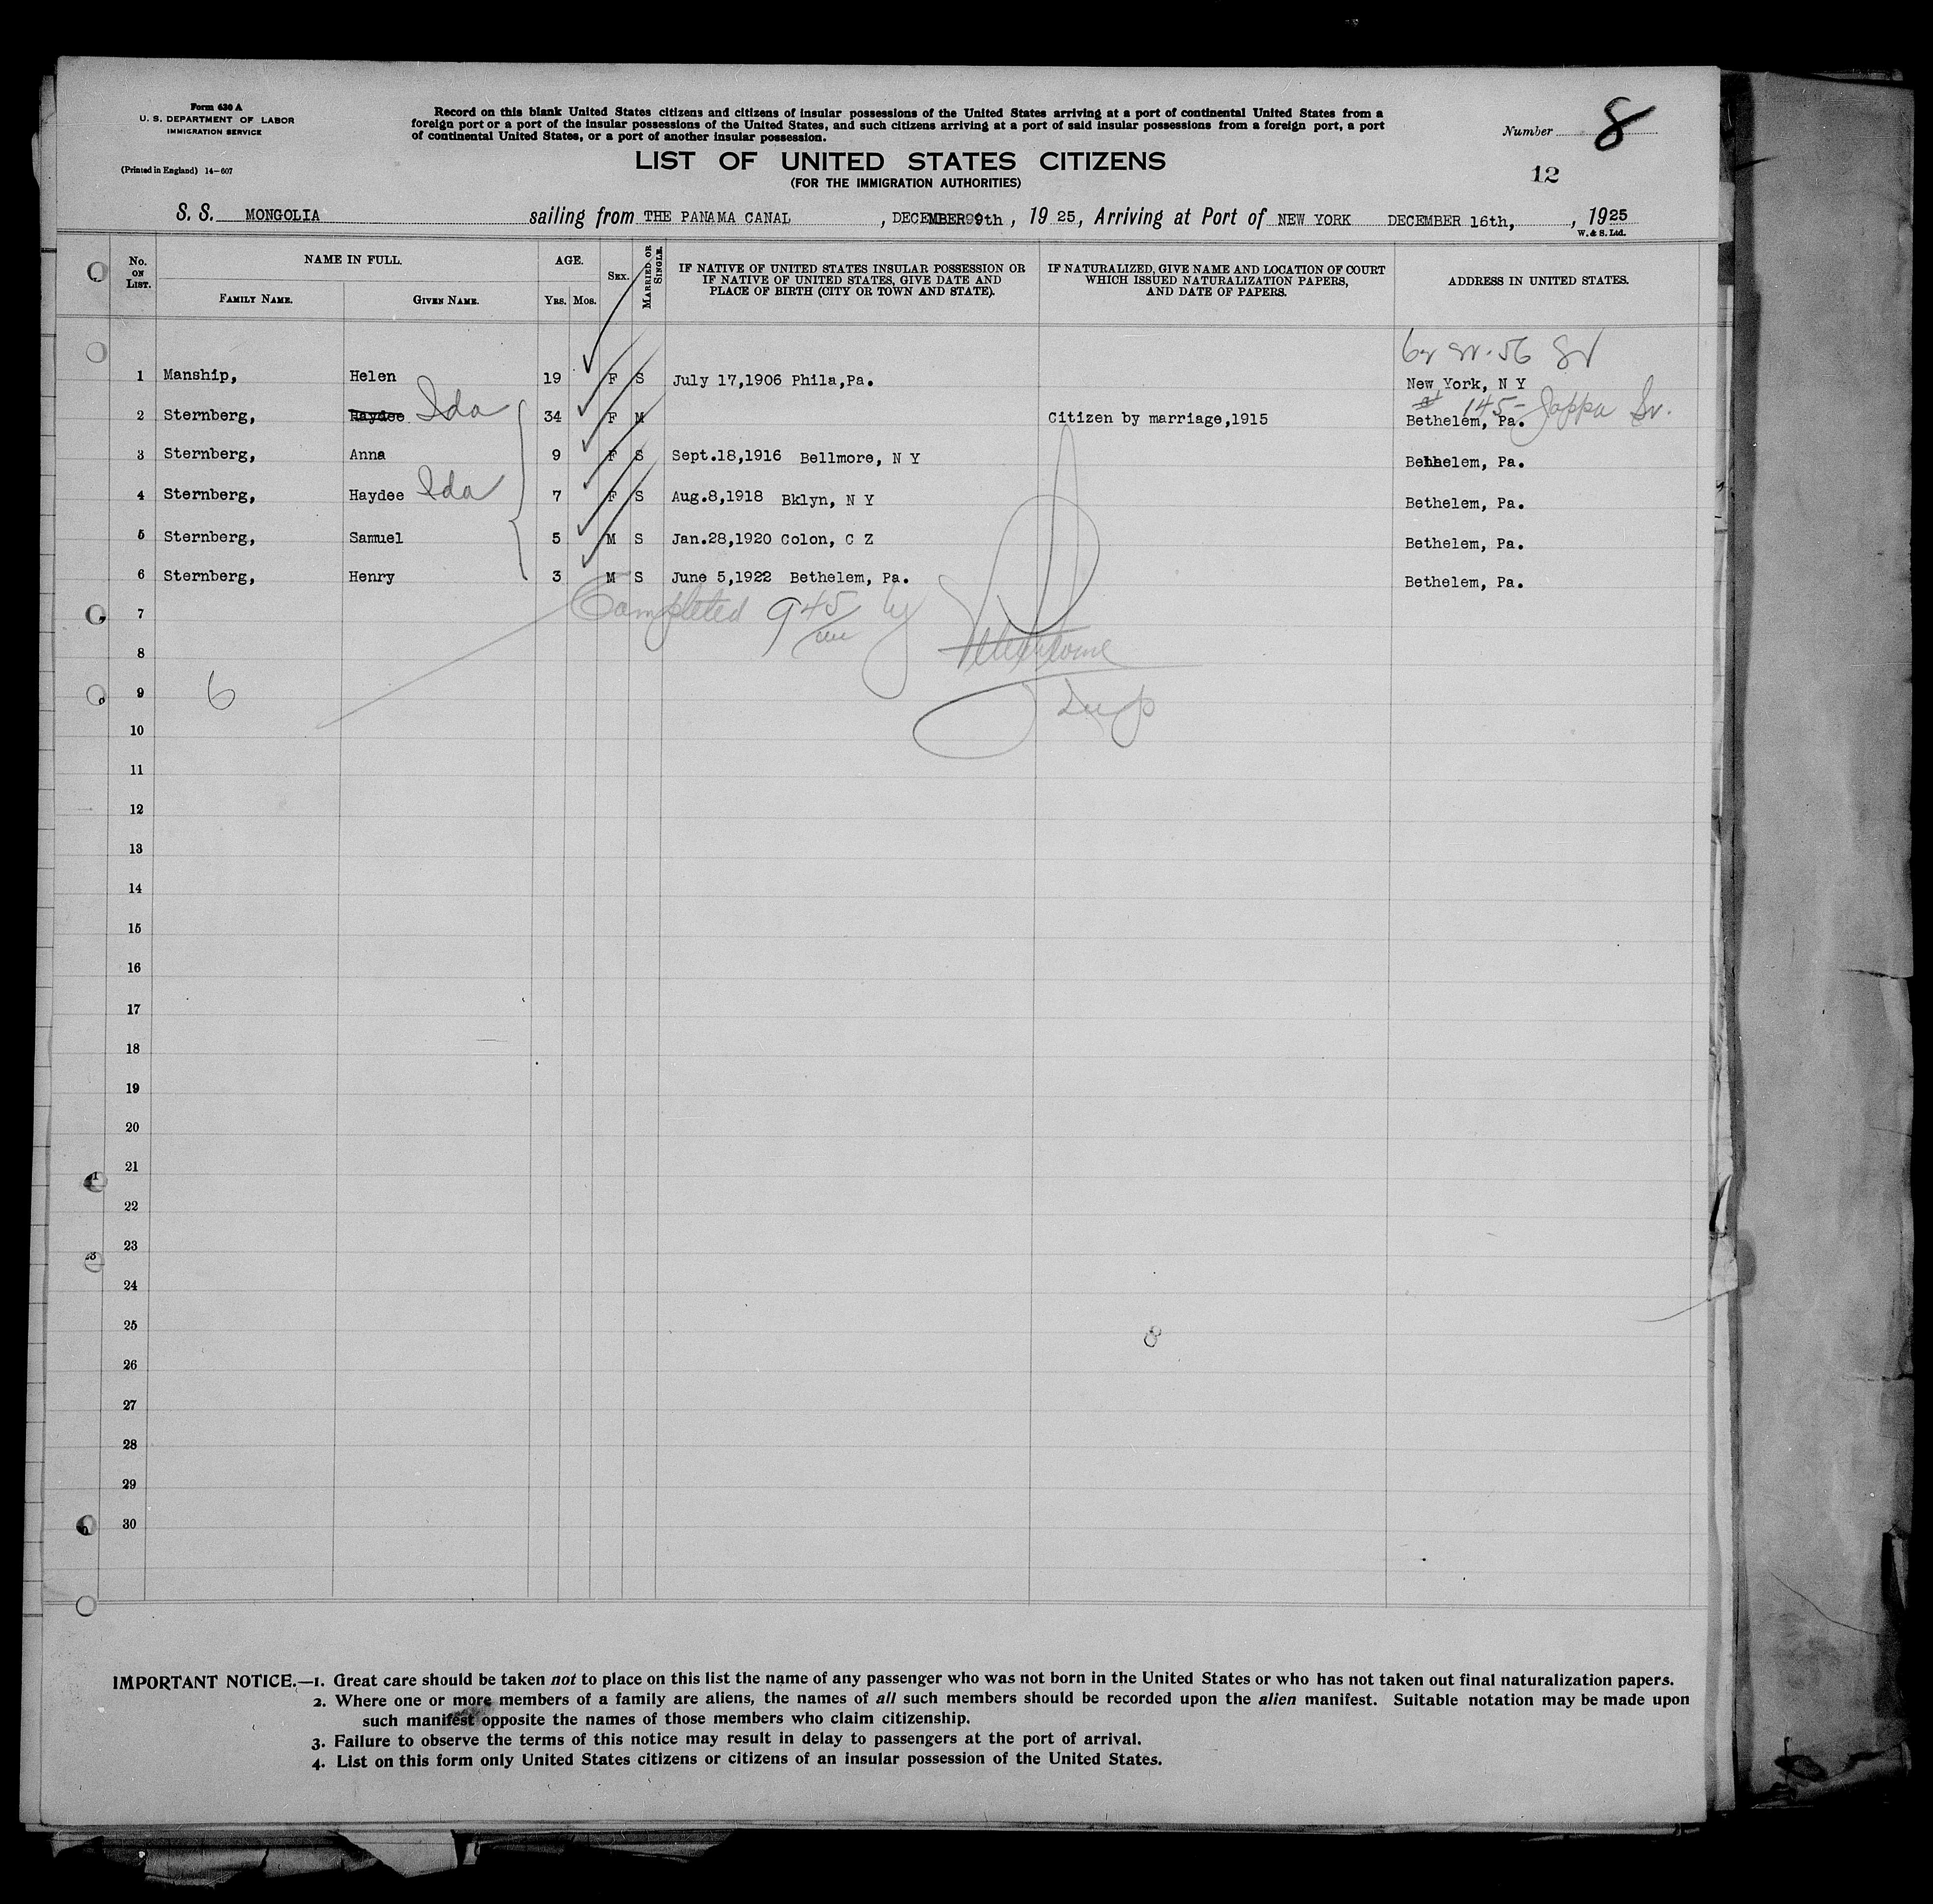 Form 630 A
U. S. DEPARTMENT OF LABOR
IMMIGRATION SERVICE
(Printed in England) 14—607
Record on this blank United States citizens and citizens of insular possessions of the United States arriving at a port of continental United States from a
foreign port or a port of the insular possessions of the United States, and such citizens arriving at a port of said insular possessions from a foreign port, a port
of continental United States, or a port of another insular possession.
Number 8
LIST OF UNITED STATES CITIZENS
(FOR THE IMMIGRATION AUTHORITIES)
12
S. S. MONGOLIA sailing from THE PANAMA CANAL , DECEMBER 9th , 19 25, Arriving at Port of NEW YORK DECEMBER 16th, , 1925
W. & S. Ltd.
No. ON LIST. NAME IN FULL. AGE. SEX. MARRIED OR SINGLE. IF NATIVE OF UNITED STATES INSULAR POSSESSION OR IF NATIVE OF UNITED STATES, GIVE DATE AND PLACE OF BIRTH (CITY OR TOWN AND STATE). IF NATURALIZED, GIVE NAME AND LOCATION OF COURT WHICH ISSUED NATURALIZATION PAPERS, AND DATE OF PAPERS. ADDRESS IN UNITED STATES.
FAMILY NAME. GIVEN NAME. YRS. MOS.
56 St
1 Manship, Helen 19 F S July 17,1906 Phila,Pa. New York, N Y
145-
2 Sternberg, Haydee Ida 34 F M Citizen by marriage,1915 Bethelem, Pa.
3 Sternberg, Anna 9 F S Sept.18,1916 Bellmore, N Y Bethelem, Pa.
4 Sternberg, Haydee Ida 7 F S Aug.8,1918 Bklyn, N Y Bethelem, Pa.
5 Sternberg, Samuel 5 M S Jan.28,1920 Colon, C Z Bethelem, Pa.
6 Sternberg, Henry 3 M S June 5,1922 Bethelem, Pa. Bethelem, Pa.
Completed 9 45 by
7
8
9 6
Insp
10
11
12
13
14
15
16
17
18
19
20
21
22
23
24
25
8
26
27
28
29
30
IMPORTANT NOTICE.—1. Great care should be taken not to place on this list the name of any passenger who was not born in the United States or who has not taken out final naturalization papers.
2. Where one or more members of a family are aliens, the names of all such members should be recorded upon the alien manifest. Suitable notation may be made upon
such manifest opposite the names of those members who claim citizenship.
3. Failure to observe the terms of this notice may result in delay to passengers at the port of arrival.
4. List on this form only United States citizens or citizens of an insular possession of the United States.